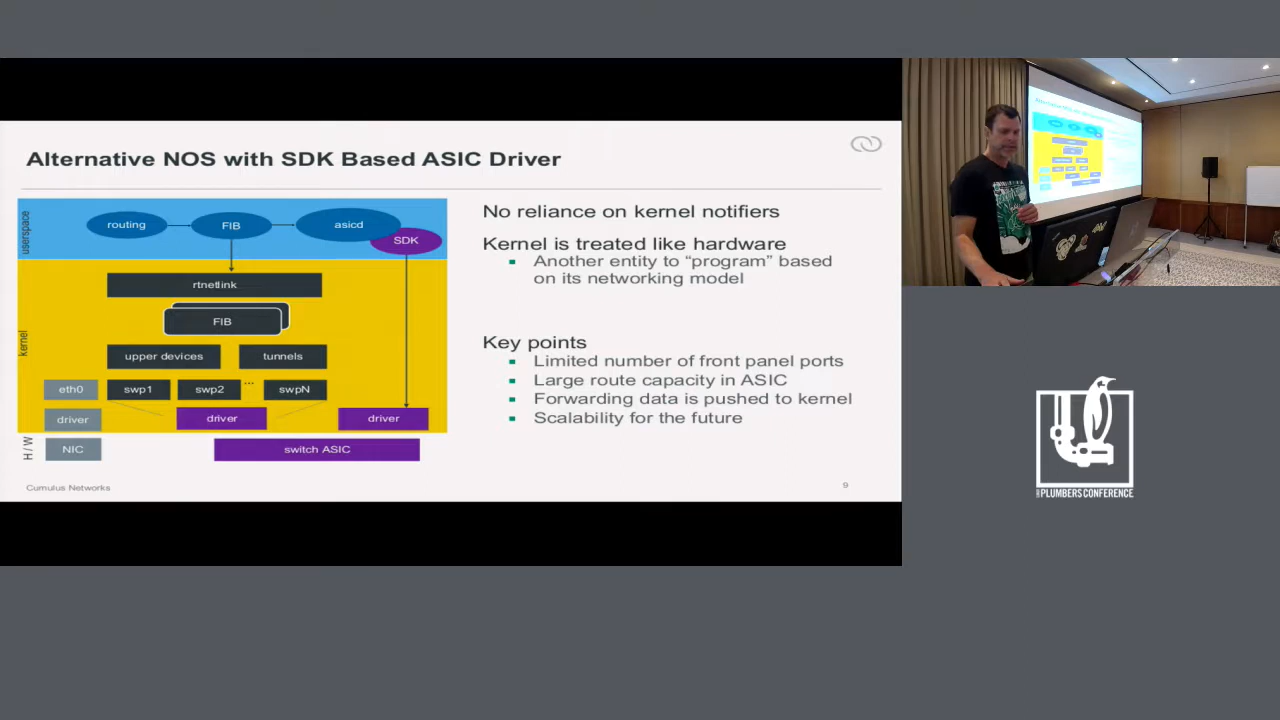 Alternative NOS with SDK Based ASIC Driver
userspace
routing
FIB
asicd
SDK
kernel
rtnetlink
FIB
upper devices
tunnels
eth0
swp1
swp2
...
swpN
driver
driver
driver
H / W
NIC
switch ASIC
No reliance on kernel notifiers
Kernel is treated like hardware
Another entity to “program” based
on its networking model
Key points
Limited number of front panel ports
Large route capacity in ASIC
Forwarding data is pushed to kernel
Scalability for the future
Cumulus Networks
9
PLUMBERS CONFERENCE